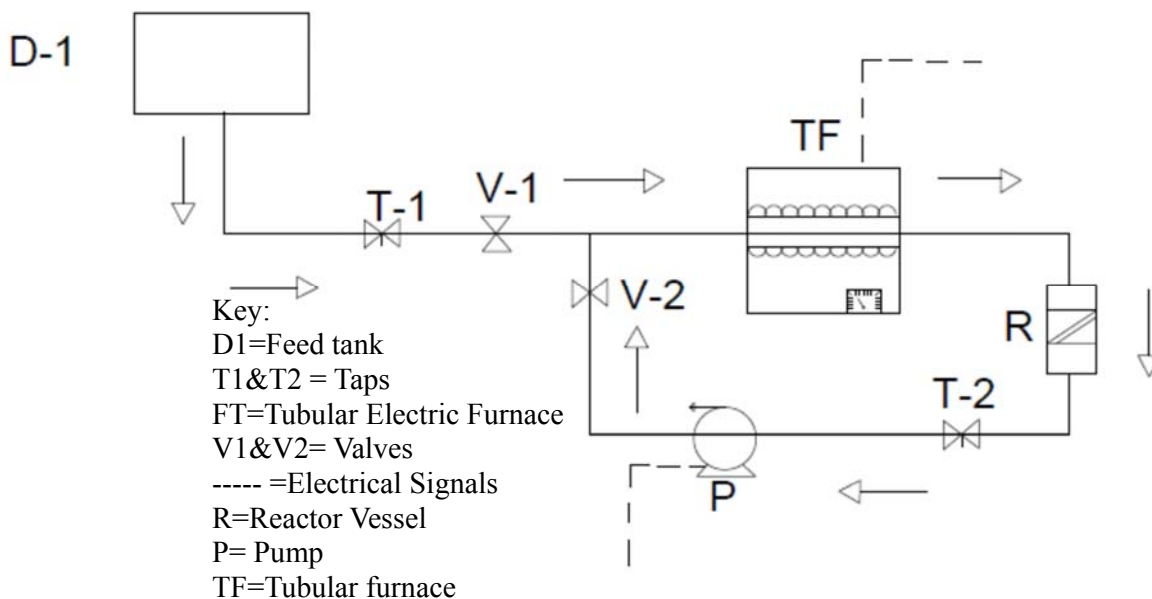 D-1
TF
V-1
T-1
V-2
Key:
D1=Feed tank
T1&T2 = Taps
FT=Tubular Electric Furnace
V1&V2= Valves
----- =Electrical Signals
R=Reactor Vessel
P= Pump
TF=Tubular furnace
R
T-2
P